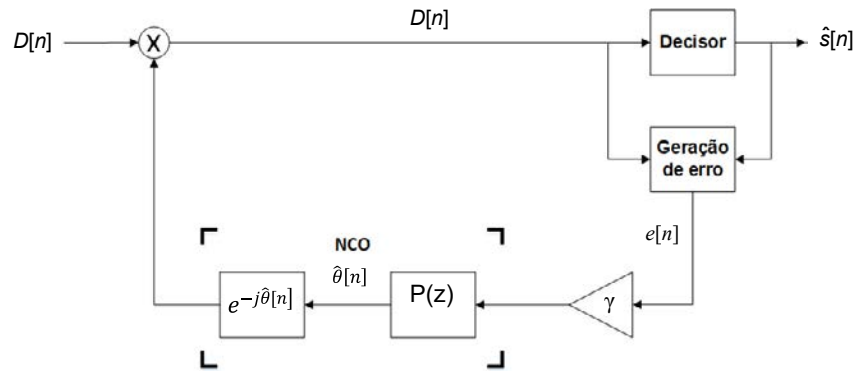 D[n]
D[n]
X
Decisor
ŝ[n]
Geração
de erro
e[n]
NCO
θ̂[n]
e^{-jθ̂[n]}
P(z)
γ